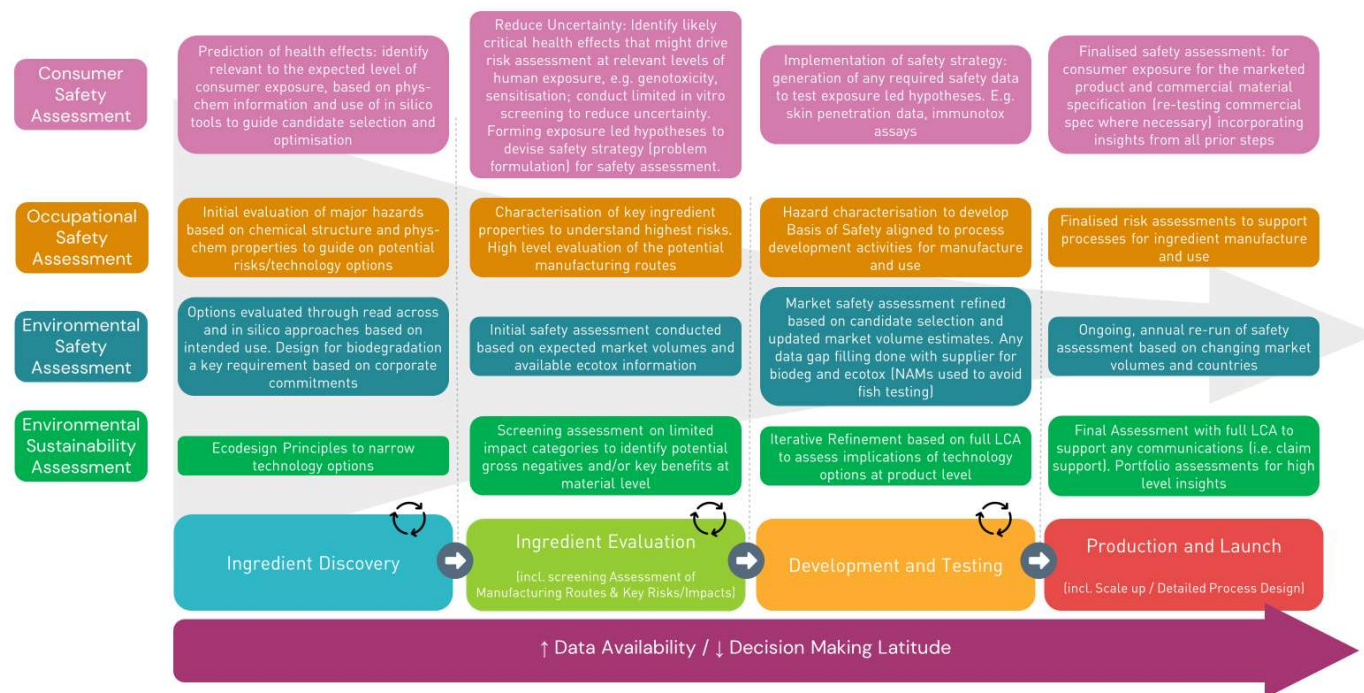 Consumer
Safety
Assessment
Prediction of health effects: identify
relevant to the expected level of
consumer exposure, based on phys-
chem information and use of in silico
tools to guide candidate selection and
optimisation
Reduce Uncertainty: Identify likely
critical health effects that might drive
risk assessment at relevant levels of
human exposure, e.g. genotoxicity,
sensitisation; conduct limited in vitro
screening to reduce uncertainty.
Forming exposure led hypotheses to
devise safety strategy (problem
formulation) for safety assessment.
Implementation of safety strategy:
generation of any required safety data
to test exposure led hypotheses. E.g.
skin penetration data, immunotox
assays
Finalised safety assessment: for
consumer exposure for the marketed
product and commercial material
specification (re-testing commercial
spec where necessary) incorporating
insights from all prior steps
Occupational
Safety
Assessment
Initial evaluation of major hazards
based on chemical structure and phys-
chem properties to guide on potential
risks/technology options
Characterisation of key ingredient
properties to understand highest risks.
High level evaluation of the potential
manufacturing routes
Hazard characterisation to develop
Basis of Safety aligned to process
development activities for manufacture
and use
Finalised risk assessments to support
processes for ingredient manufacture
and use
Environmental
Safety
Assessment
Options evaluated through read across
and in silico approaches based on
intended use. Design for biodegradation
a key requirement based on corporate
commitments
Initial safety assessment conducted
based on expected market volumes and
available ecotox information
Market safety assessment refined
based on candidate selection and
updated market volume estimates. Any
data gap filling done with supplier for
biodeg and ecotox (NAMs used to avoid
fish testing)
Ongoing, annual re-run of safety
assessment based on changing market
volumes and countries
Environmental
Sustainability
Assessment
Ecodesign Principles to narrow
technology options
Screening assessment on limited
impact categories to identify potential
gross negatives and/or key benefits at
material level
Iterative Refinement based on full LCA
to assess implications of technology
options at product level
Final Assessment with full LCA to
support any communications (i.e. claim
support). Portfolio assessments for high
level insights
Ingredient Discovery
Ingredient Evaluation
(incl. screening Assessment of
Manufacturing Routes & Key Risks/Impacts)
Development and Testing
Production and Launch
(incl. Scale up / Detailed Process Design)
↑ Data Availability / ↓ Decision Making Latitude